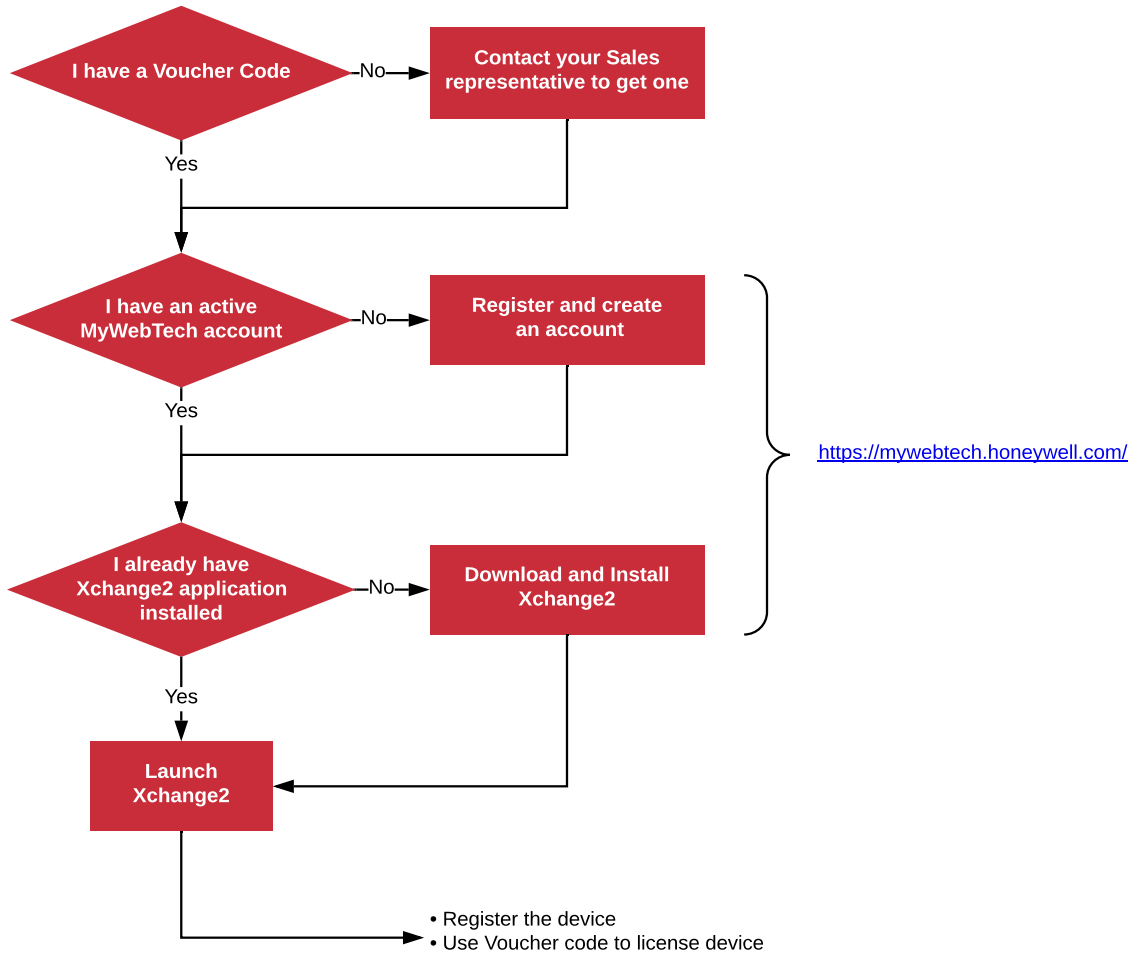 I have a Voucher Code
No
Contact your Sales
representative to get one
Yes
I have an active
MyWebTech account
No
Register and create
an account
Yes
https://mywebtech.honeywell.com/
I already have
Xchange2 application
installed
No
Download and Install
Xchange2
Yes
Launch
Xchange2
• Register the device
• Use Voucher code to license device